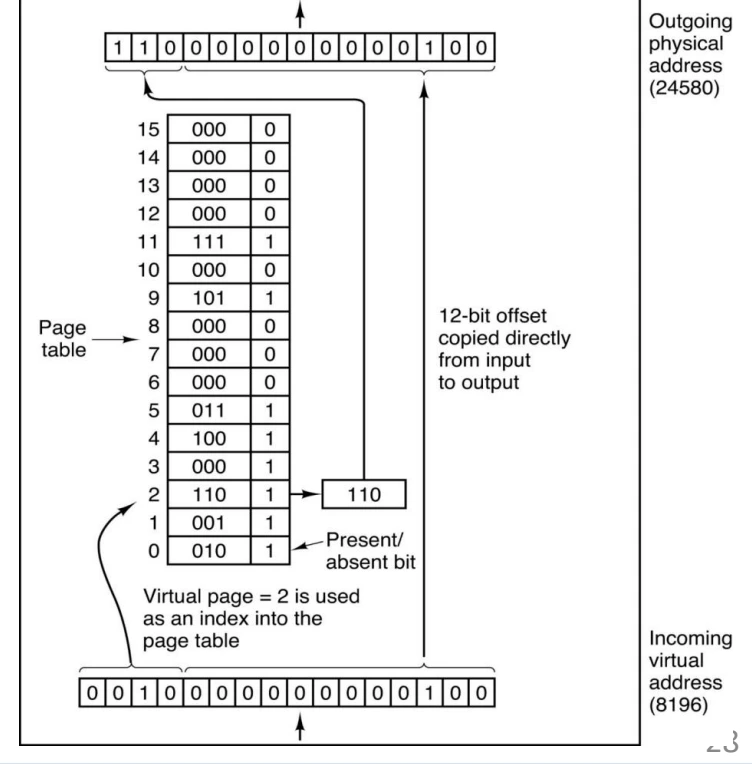 Outgoing
physical
address
(24580)
1 1 0 0 0 0 0 0 0 0 0 0 1 0 0
15 000 0
14 000 0
13 000 0
12 000 0
11 111 1
10 000 0
9 101 1
8 000 0
7 000 0
6 000 0
5 011 1
4 100 1
3 000 1
2 110 1
1 001 1
0 010 1
Page
table
110
12-bit offset
copied directly
from input
to output
Present/
absent bit
Virtual page = 2 is used
as an index into the
page table
0 0 1 0 0 0 0 0 0 0 0 0 0 1 0 0
Incoming
virtual
address
(8196)